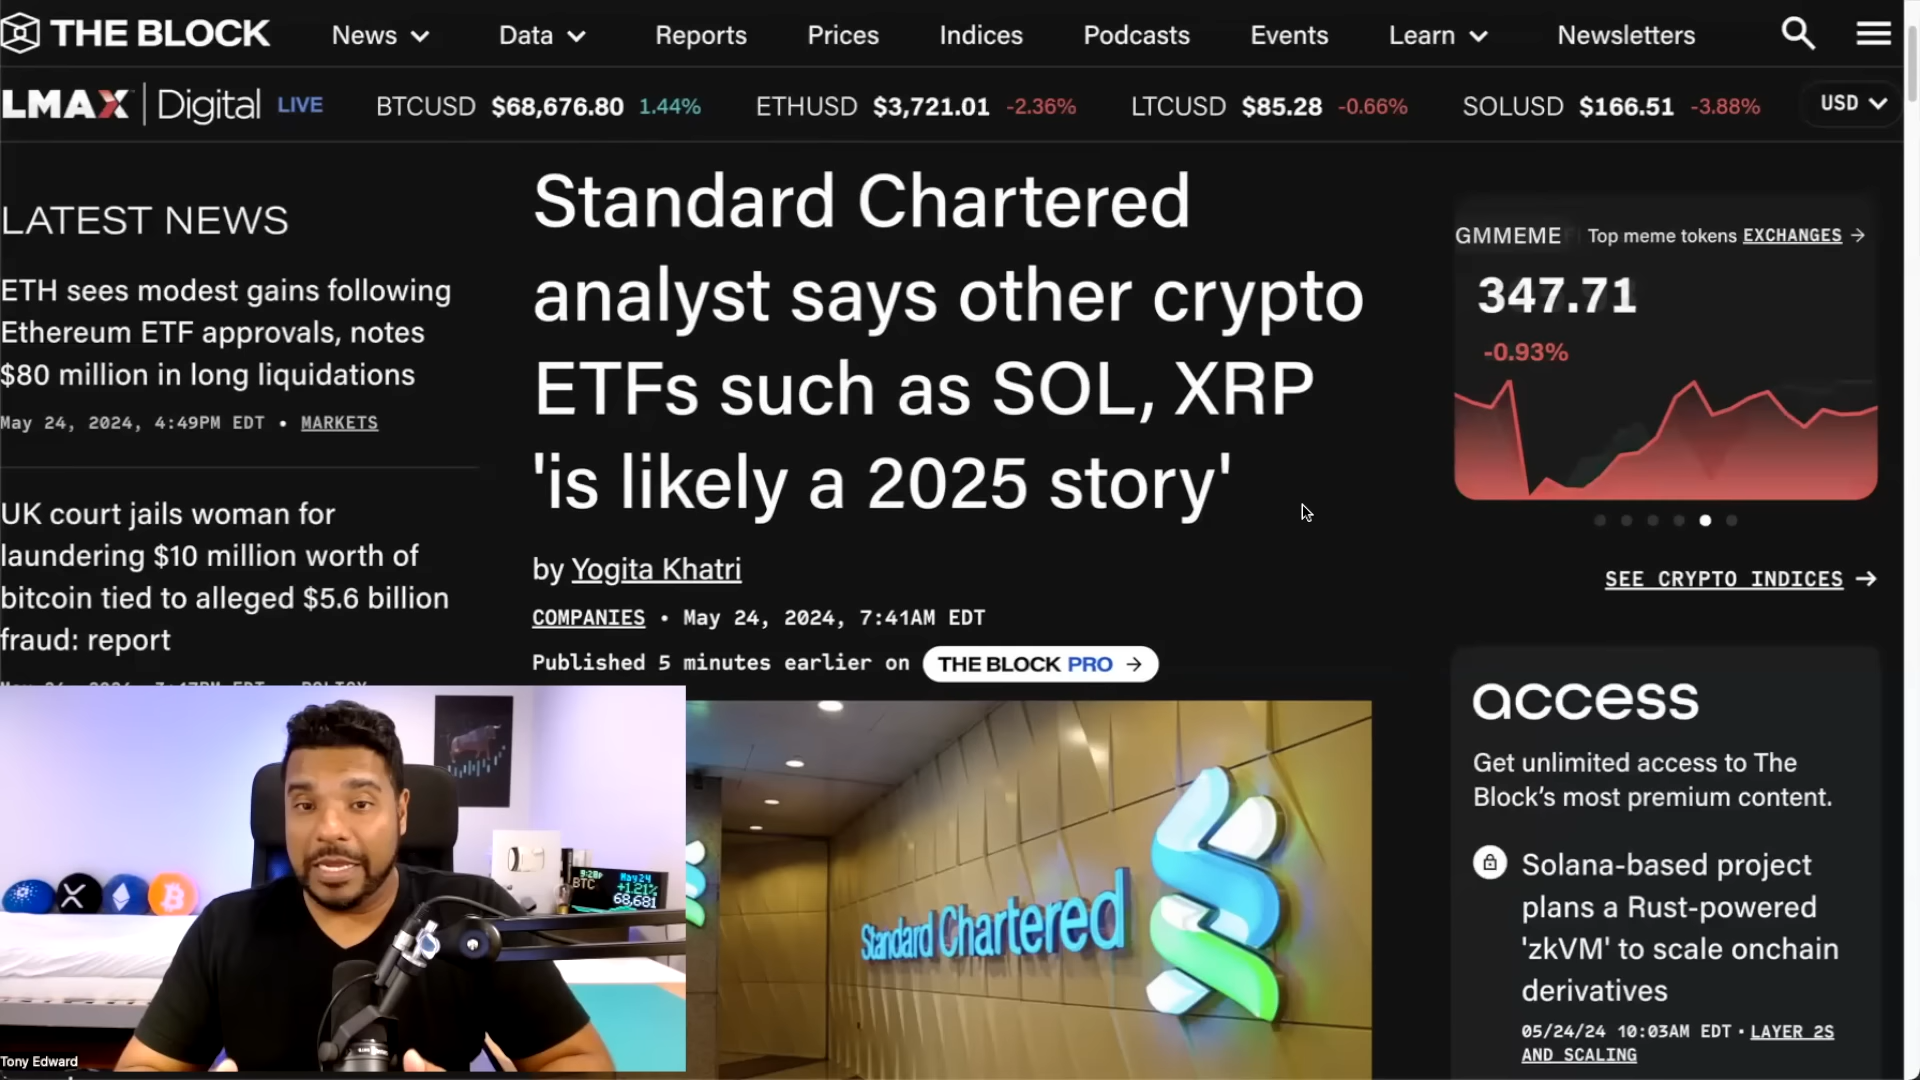 THE BLOCK
News Data Reports Prices Indices Podcasts Events Learn Newsletters
LMAX Digital LIVE BTCUSD $68,676.80 1.44% ETHUSD $3,721.01 -2.36% LTCUSD $85.28 -0.66% SOLUSD $166.51 -3.88% USD
LATEST NEWS
ETH sees modest gains following
Ethereum ETF approvals, notes
$80 million in long liquidations
May 24, 2024, 4:49PM EDT • MARKETS
UK court jails woman for
laundering $10 million worth of
bitcoin tied to alleged $5.6 billion
fraud: report
Standard Chartered
analyst says other crypto
ETFs such as SOL, XRP
'is likely a 2025 story'
by Yogita Khatri
COMPANIES • May 24, 2024, 7:41AM EDT
Published 5 minutes earlier on THE BLOCK PRO →
GMMEME Top meme tokens EXCHANGES →
347.71
-0.93%
SEE CRYPTO INDICES →
access
Get unlimited access to The
Block's most premium content.
Solana-based project
plans a Rust-powered
'zkVM' to scale onchain
derivatives
05/24/24 10:03AM EDT • LAYER 2S
AND SCALING
Standard Chartered
BTC
May24
+1.21%
68,681
Tony Edward